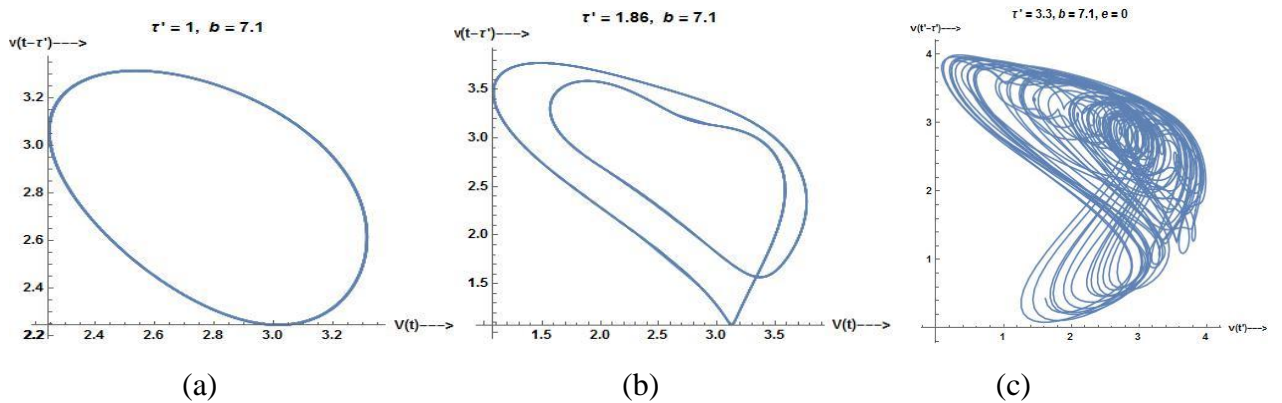 τ' = 1, b = 7.1
v(t−τ')−−−>
3.2
3.0
2.8
2.6
2.4
2.2 2.4 2.6 2.8 3.0 3.2
V(t)−−−>
(a)
τ' = 1.86, b = 7.1
v(t−τ')−−−>
3.5
3.0
2.5
2.0
1.5
1.5 2.0 2.5 3.0 3.5
V(t)−−−>
(b)
τ' = 3.3, b = 7.1, e = 0
v(t'−τ')−−−>
4
3
2
1
1 2 3 4
v(t')−−−>
(c)